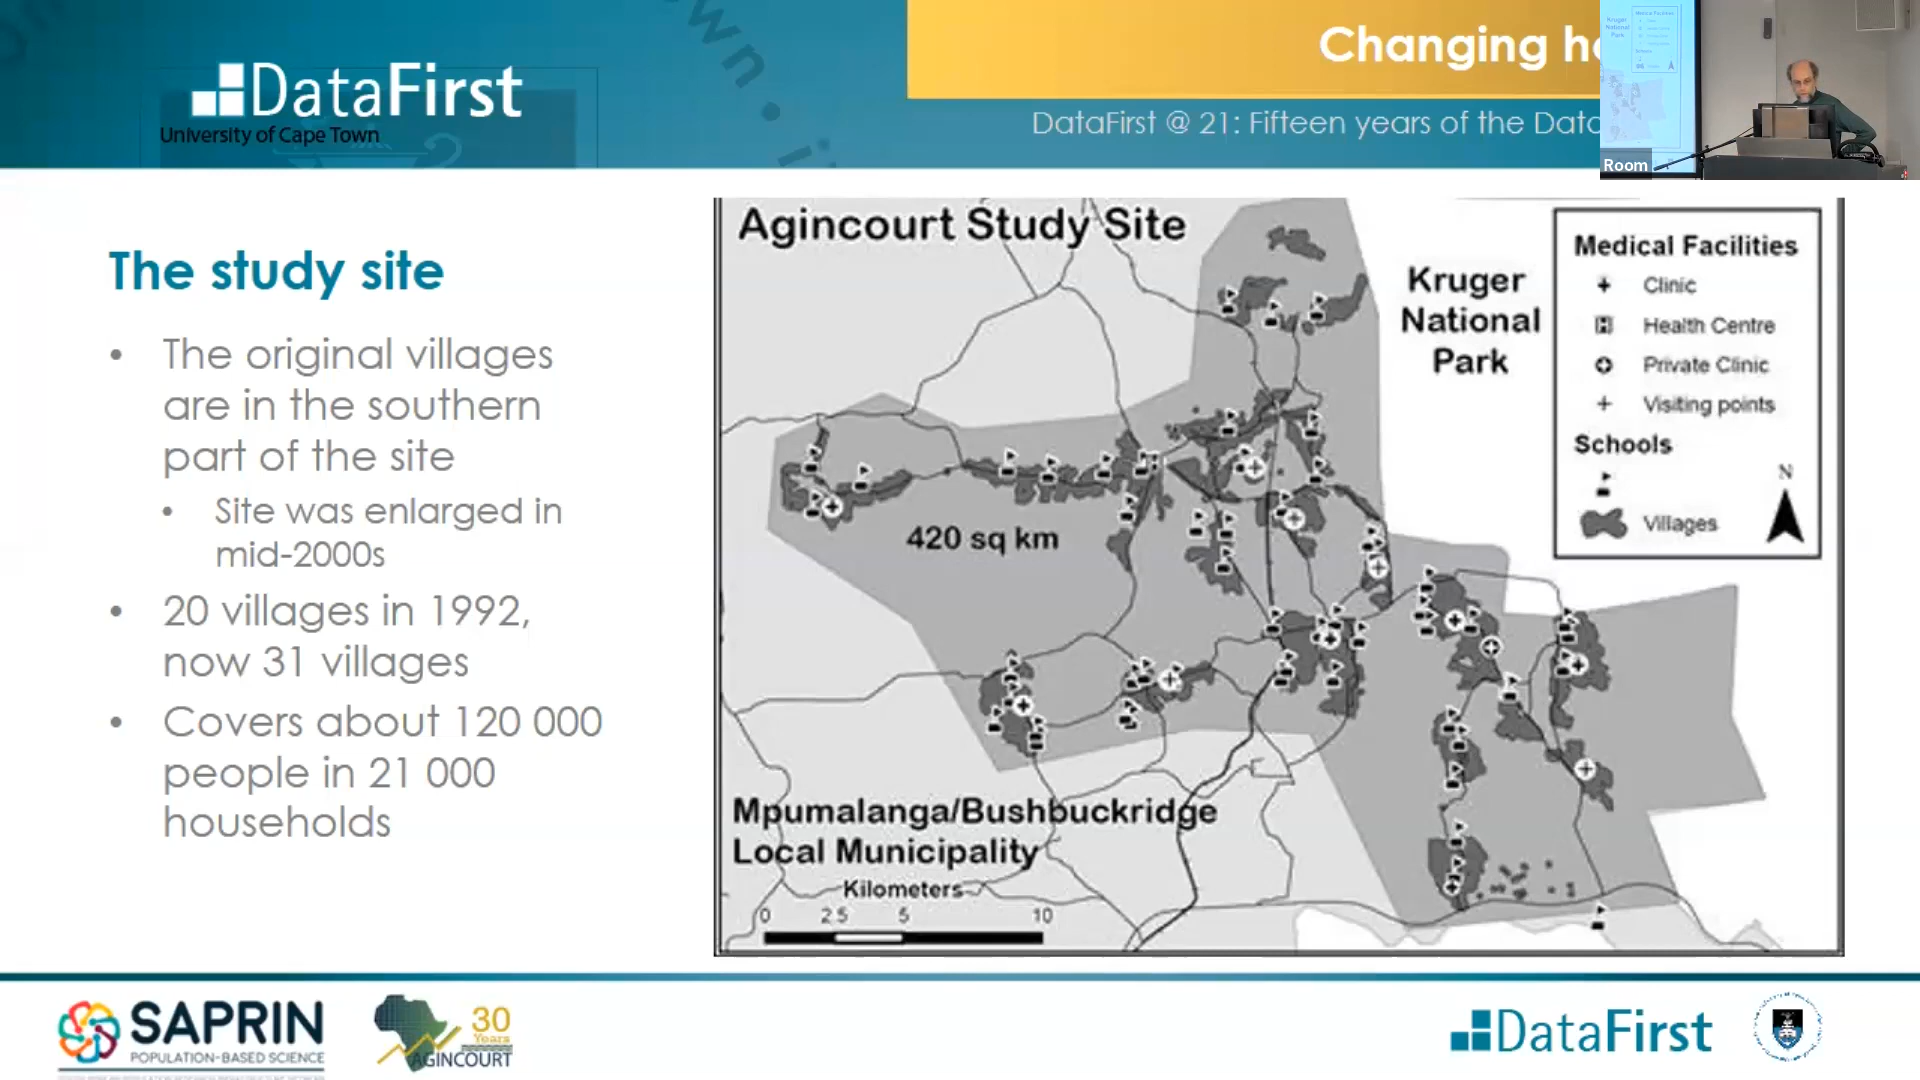 DataFirst
University of Cape Town
Changing
DataFirst @ 21: Fifteen years of the
Room
The study site
• The original villages
are in the southern
part of the site
• Site was enlarged in
mid-2000s
• 20 villages in 1992,
now 31 villages
• Covers about 120 000
people in 21 000
households
Agincourt Study Site
Kruger
National
Park
Medical Facilities
Clinic
Health Centre
Private Clinic
Visiting points
Schools
N
Villages
420 sq km
Mpumalanga/Bushbuckridge
Local Municipality
Kilometers
0 2.5 5 10
SAPRIN
POPULATION-BASED SCIENCE
30
Years
AGINCOURT
DataFirst